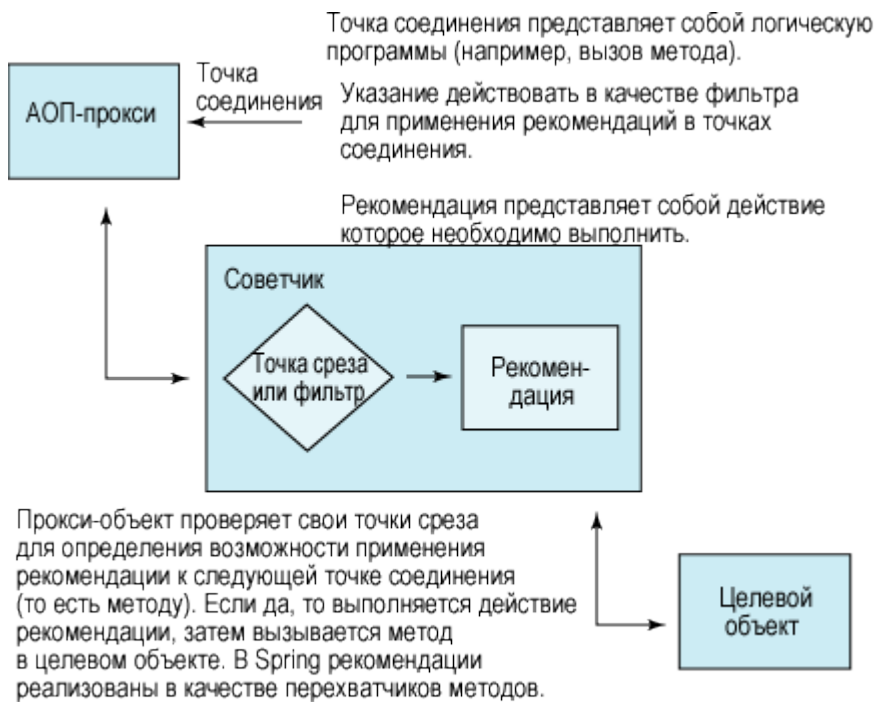 Точка соединения представляет собой логическую
программы (например, вызов метода).
АОП-прокси
Точка
соединения
Указание действовать в качестве фильтра
для применения рекомендаций в точках
соединения.
Рекомендация представляет собой действие
которое необходимо выполнить.
Советчик
Точка среза
или фильтр
Рекомен-
дация
Прокси-объект проверяет свои точки среза
для определения возможности применения
рекомендации к следующей точке соединения
(то есть методу). Если да, то выполняется действие
рекомендации, затем вызывается метод
в целевом объекте. В Spring рекомендации
реализованы в качестве перехватчиков методов.
Целевой
объект